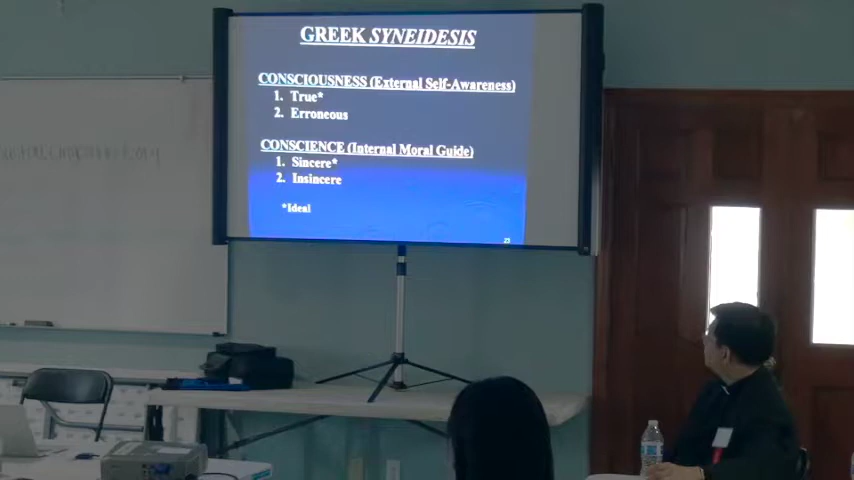 GREEK SYNEIDESIS
CONSCIOUSNESS (External Self-Awareness)
1. True*
2. Erroneous
CONSCIENCE (Internal Moral Guide)
1. Sincere*
2. Insincere
*Ideal
25